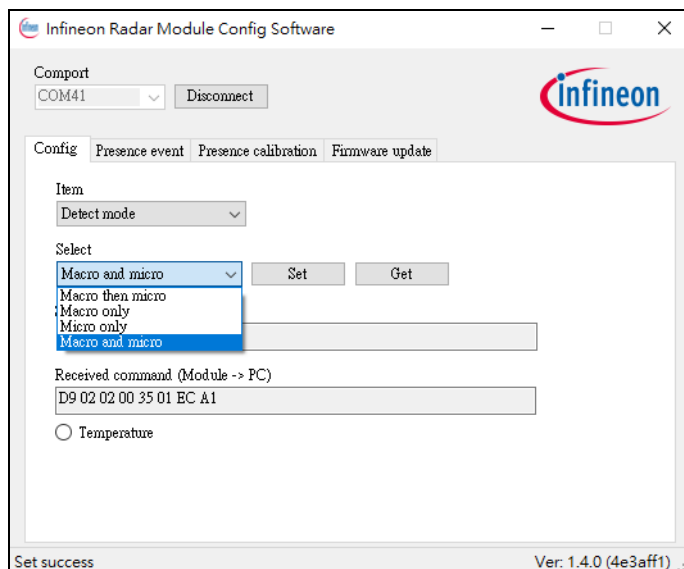 Infineon Radar Module Config Software
Comport
COM41
Disconnect
infineon
Config
Presence event
Presence calibration
Firmware update
Item
Detect mode
Select
Macro and micro
Set
Get
Macro then micro
Macro only
Micro only
Macro and micro
Received command (Module -> PC)
D9 02 02 00 35 01 EC A1
Temperature
Set success
Ver: 1.4.0 (4e3aff1)